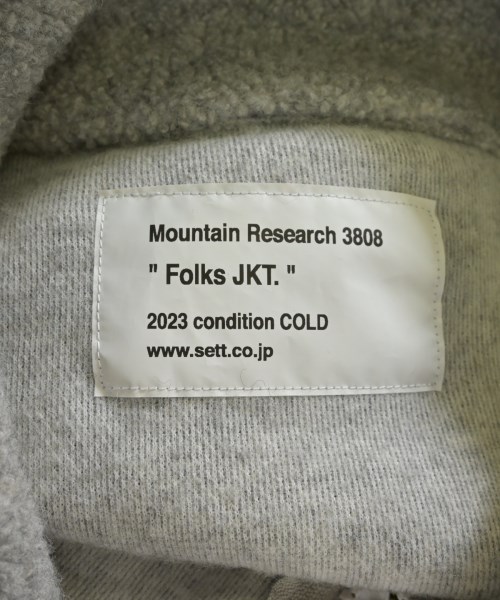 Mountain Research 3808
" Folks JKT. "
2023 condition COLD
www.sett.co.jp